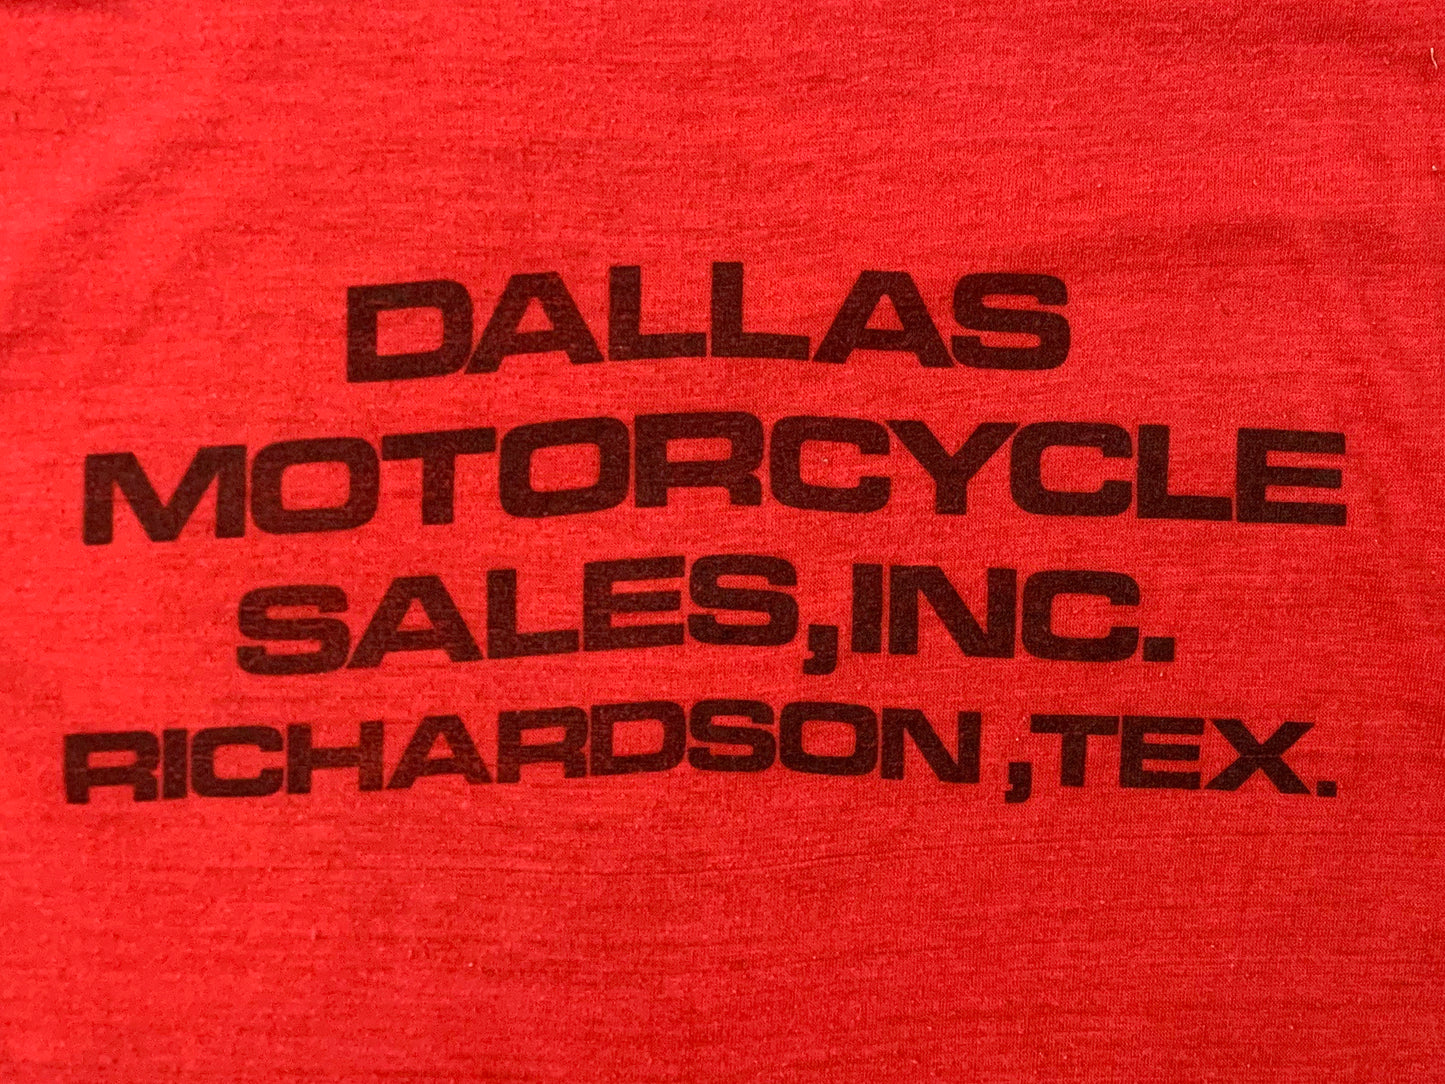 DALLAS
MOTORCYCLE
SALES, INC.
RICHARDSON ,TEX.